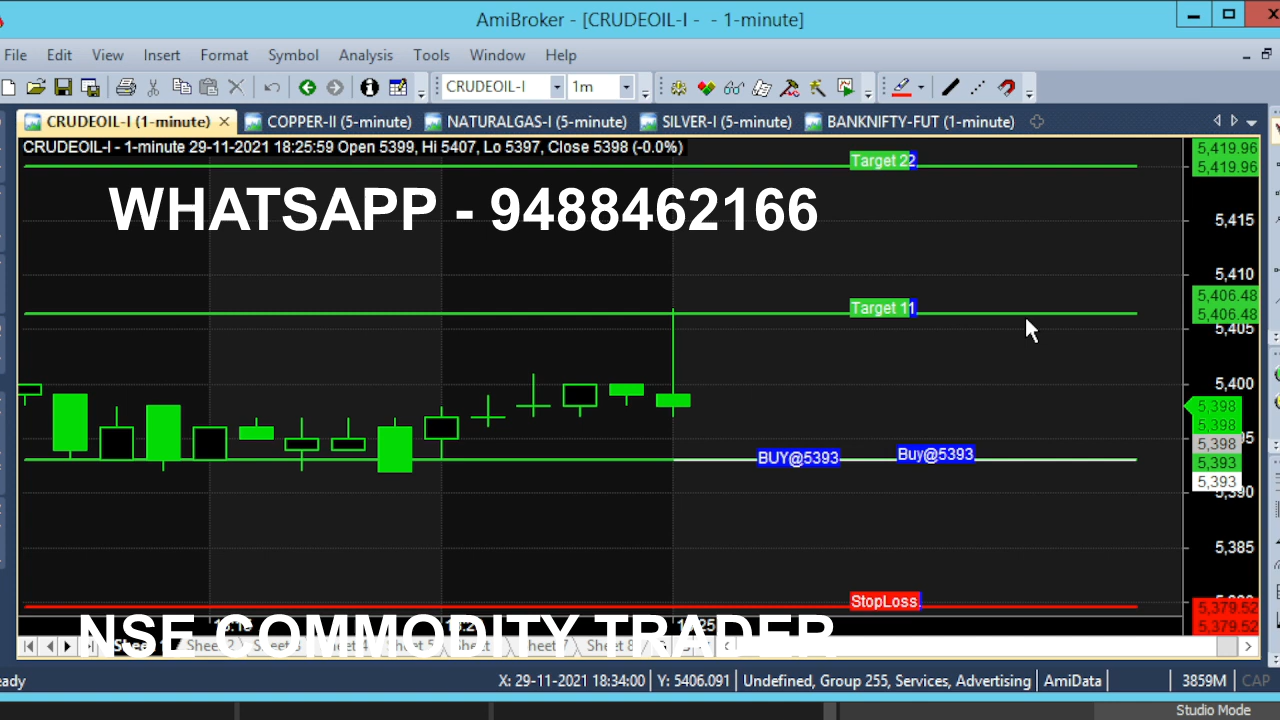 AmiBroker - [CRUDEOIL-I - - 1-minute]
File Edit View Insert Format Symbol Analysis Tools Window Help
CRUDEOIL-I 1m
CRUDEOIL-I (1-minute) COPPER-II (5-minute) NATURALGAS-I (5-minute) SILVER-I (5-minute) BANKNIFTY-FUT (1-minute)
CRUDEOIL-I - 1-minute 29-11-2021 18:25:59 Open 5399, Hi 5407, Lo 5397, Close 5398 (-0.0%)
5,419.96
Target 22
5,419.96
WHATSAPP - 9488462166
5,415
5,410
5,406.48
Target 11
5,406.48
5,405
5,400
5,398
5,398
5,398
BUY@5393 Buy@5393
5,393
5,393
5,390
5,385
StopLoss
5,379.52
5,379.52
NSE COMMODITY TRADER
Sheet 8
X: 29-11-2021 18:34:00 Y: 5406.091 Undefined, Group 255, Services, Advertising AmiData 3859M CAP
Studio Mode